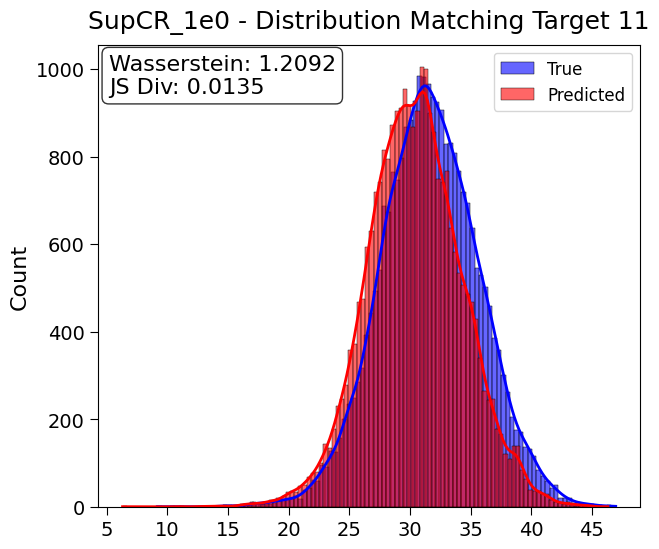 SupCR_1e0 - Distribution Matching Target 11
Wasserstein: 1.2092
JS Div: 0.0135
True
Predicted
Count
1000
800
600
400
200
0
5 10 15 20 25 30 35 40 45